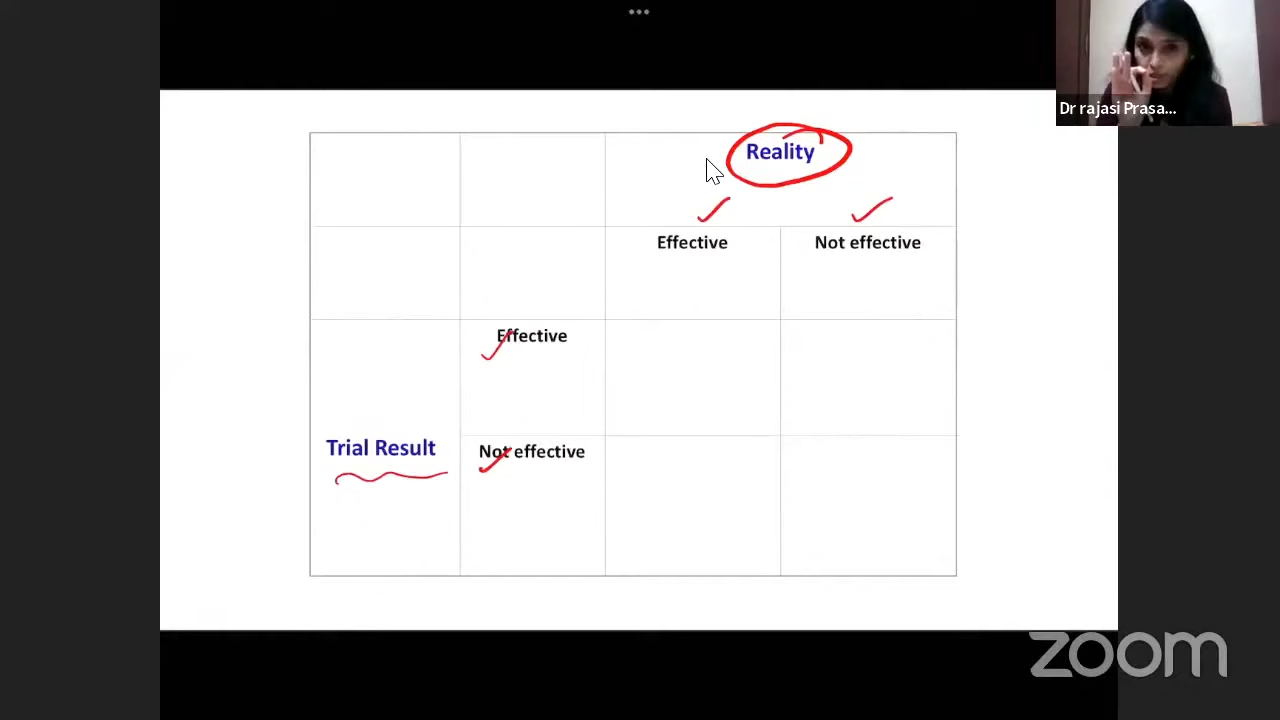 Dr rajasi Prasa...
Reality
Effective
Not effective
Effective
Trial Result
Not effective
zoom